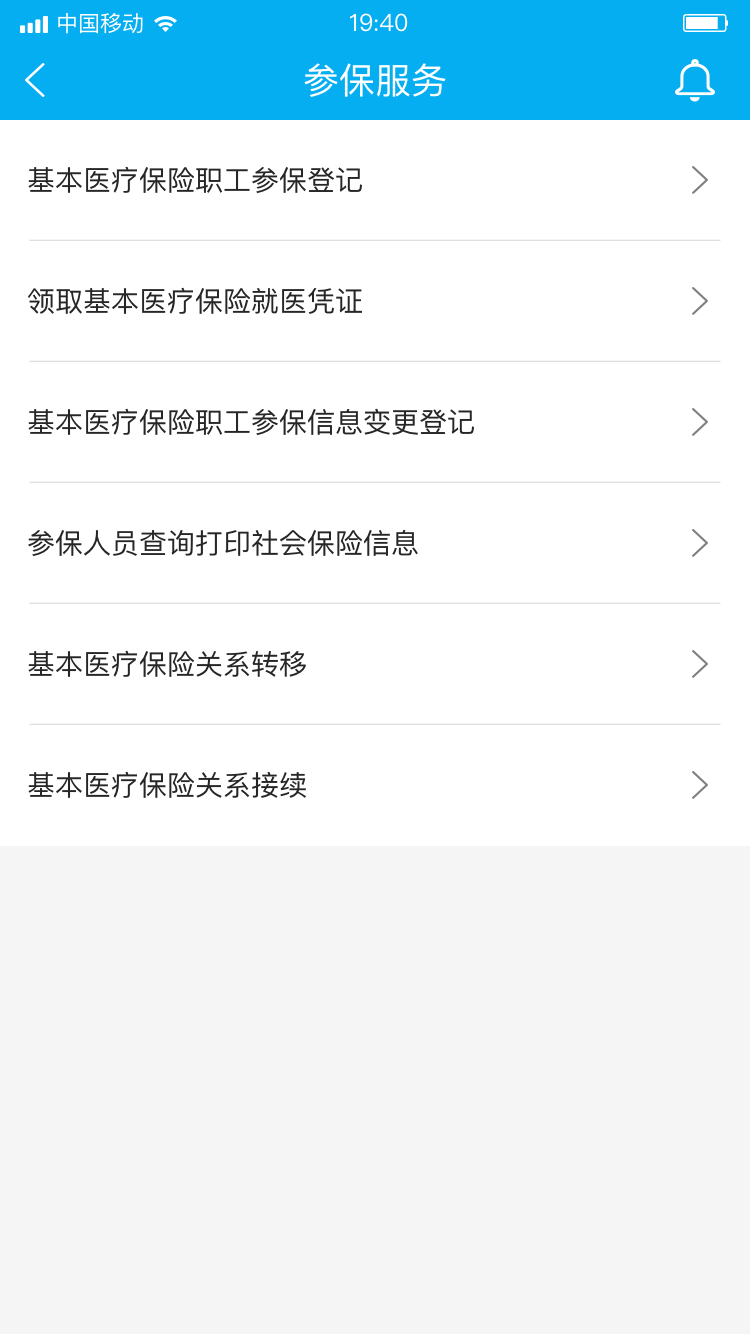 中国移动 19:40
参保服务
基本医疗保险职工参保登记
领取基本医疗保险就医凭证
基本医疗保险职工参保信息变更登记
参保人员查询打印社会保险信息
基本医疗保险关系转移
基本医疗保险关系接续